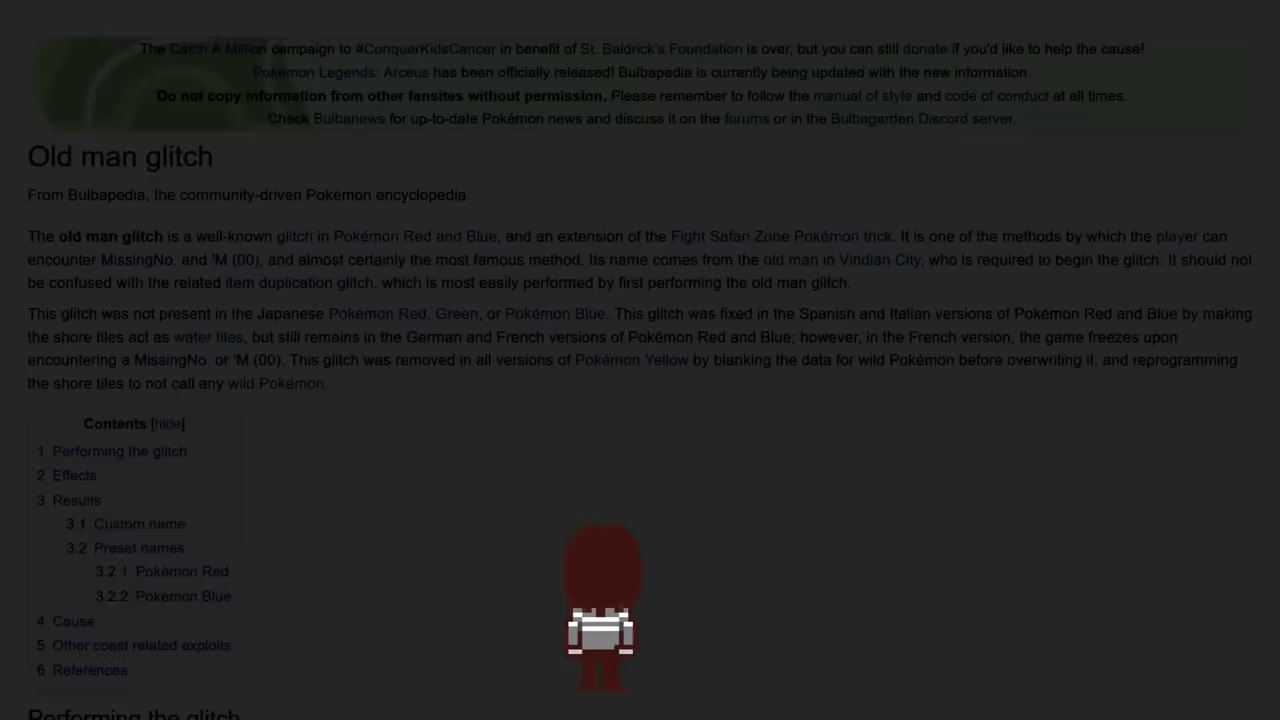 The Catch A Million campaign to #ConquerKidsCancer in benefit of St. Baldrick's Foundation is over, but you can still donate if you'd like to help the cause!
Pokémon Legends: Arceus has been officially released! Bulbapedia is currently being updated with the new information.
Do not copy information from other fansites without permission. Please remember to follow the manual of style and code of conduct at all times.
Check Bulbanews for up-to-date Pokémon news and discuss it on the forums or in the Bulbagarden Discord server.
Old man glitch
From Bulbapedia, the community-driven Pokémon encyclopedia.
The old man glitch is a well-known glitch in Pokémon Red and Blue, and an extension of the Fight Safari Zone Pokémon trick. It is one of the methods by which the player can
encounter MissingNo. and 'M (00), and almost certainly the most famous method. Its name comes from the old man in Viridian City, who is required to begin the glitch. It should not
be confused with the related item duplication glitch, which is most easily performed by first performing the old man glitch.
This glitch was not present in the Japanese Pokémon Red, Green, or Pokémon Blue. This glitch was fixed in the Spanish and Italian versions of Pokémon Red and Blue by making
the shore tiles act as water tiles, but still remains in the German and French versions of Pokémon Red and Blue; however, in the French version, the game freezes upon
encountering a MissingNo. or 'M (00). This glitch was removed in all versions of Pokémon Yellow by blanking the data for wild Pokémon before overwriting it, and reprogramming
the shore tiles to not call any wild Pokémon.
Contents [hide]
1 Performing the glitch
2 Effects
3 Results
3.1 Custom name
3.2 Preset names
3.2.1 Pokémon Red
3.2.2 Pokémon Blue
4 Cause
5 Other coast related exploits
6 References
Performing the glitch